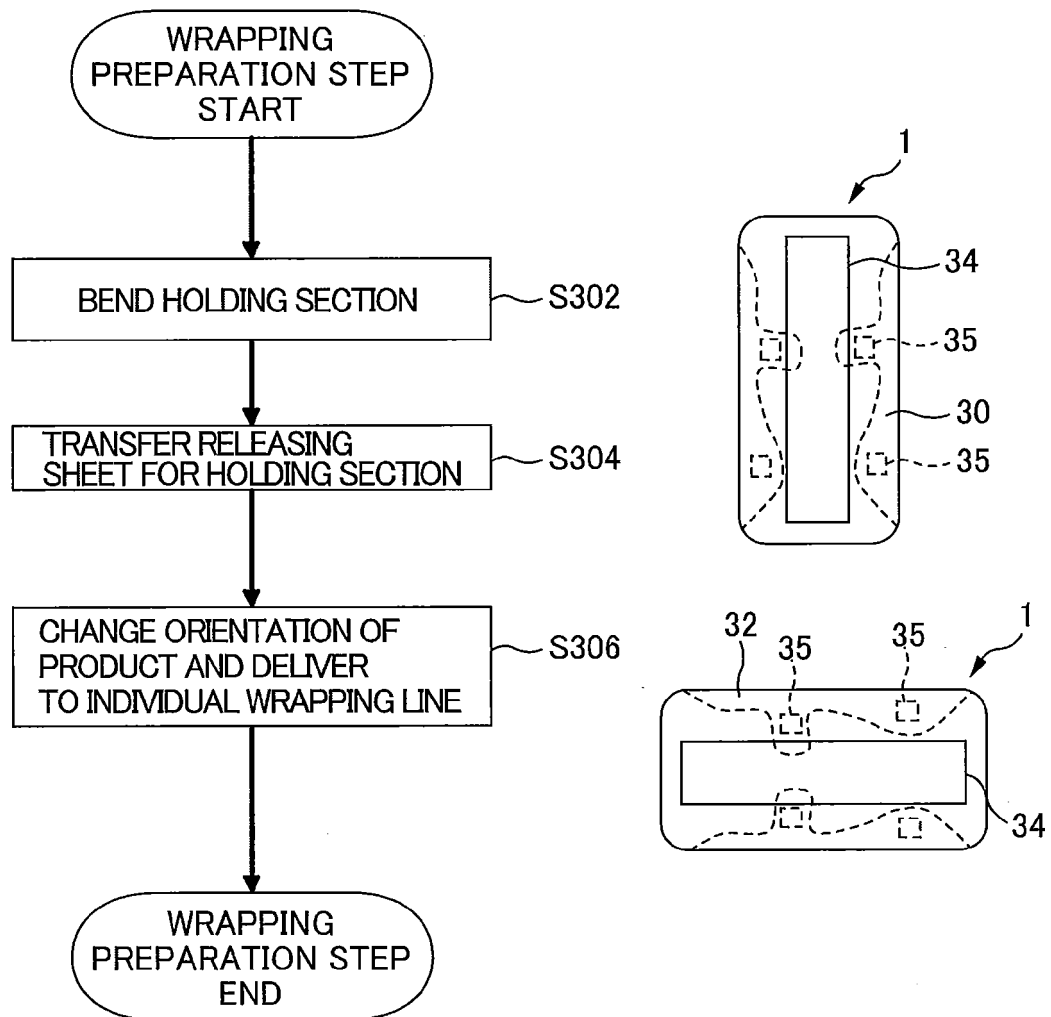 WRAPPING
PREPARATION STEP
START
BEND HOLDING SECTION
S302
TRANSFER RELEASING
SHEET FOR HOLDING SECTION
S304
CHANGE ORIENTATION OF
PRODUCT AND DELIVER
TO INDIVIDUAL WRAPPING LINE
S306
WRAPPING
PREPARATION STEP
END
1
34
35
30
35
32
35
35
1
34